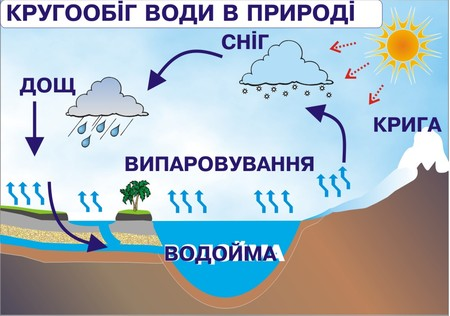 КРУГООБІГ ВОДИ В ПРИРОДІ
СНІГ
ДОЩ
КРИГА
ВИПАРОВУВАННЯ
ВОДОЙМА